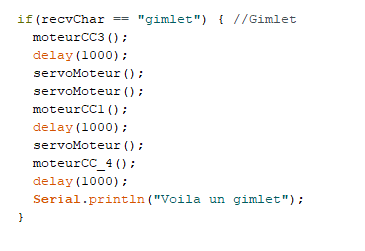 if(recvChar == "gimlet") { //Gimlet
moteurCC3();
delay(1000);
servoMoteur();
servoMoteur();
moteurCC1();
delay(1000);
servoMoteur();
moteurCC_4();
delay(1000);
Serial.println("Voila un gimlet");
}